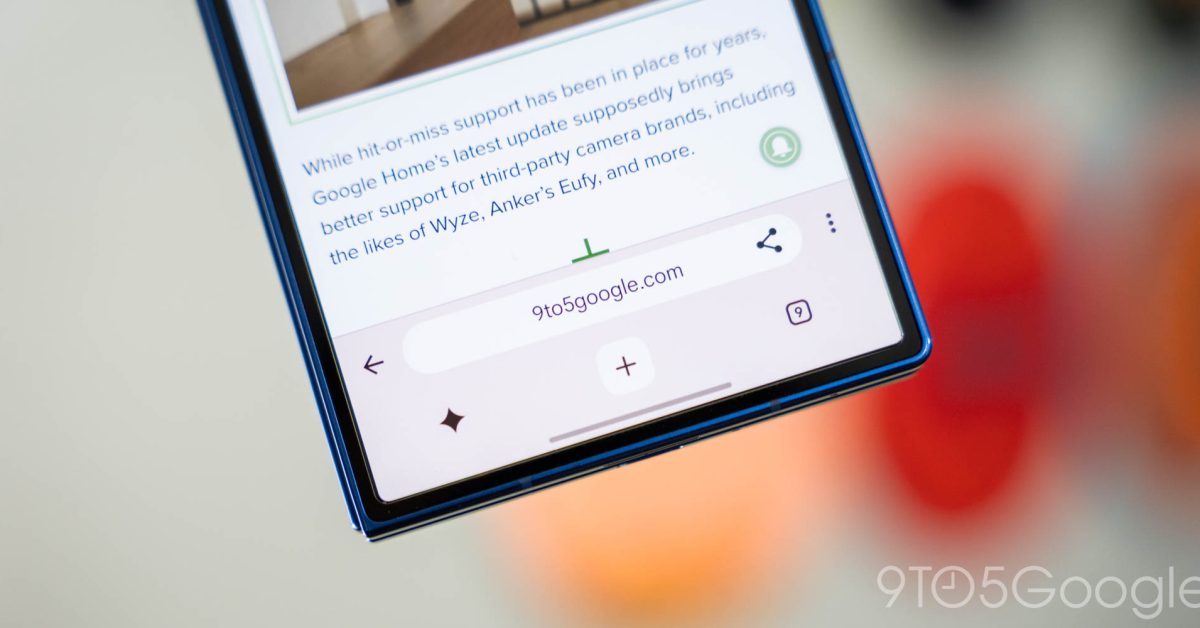 While hit-or-miss support has been in place for years,
Google Home's latest update supposedly brings
better support for third-party camera brands, including
the likes of Wyze, Anker's Eufy, and more.
9to5google.com
9
9TO5Google